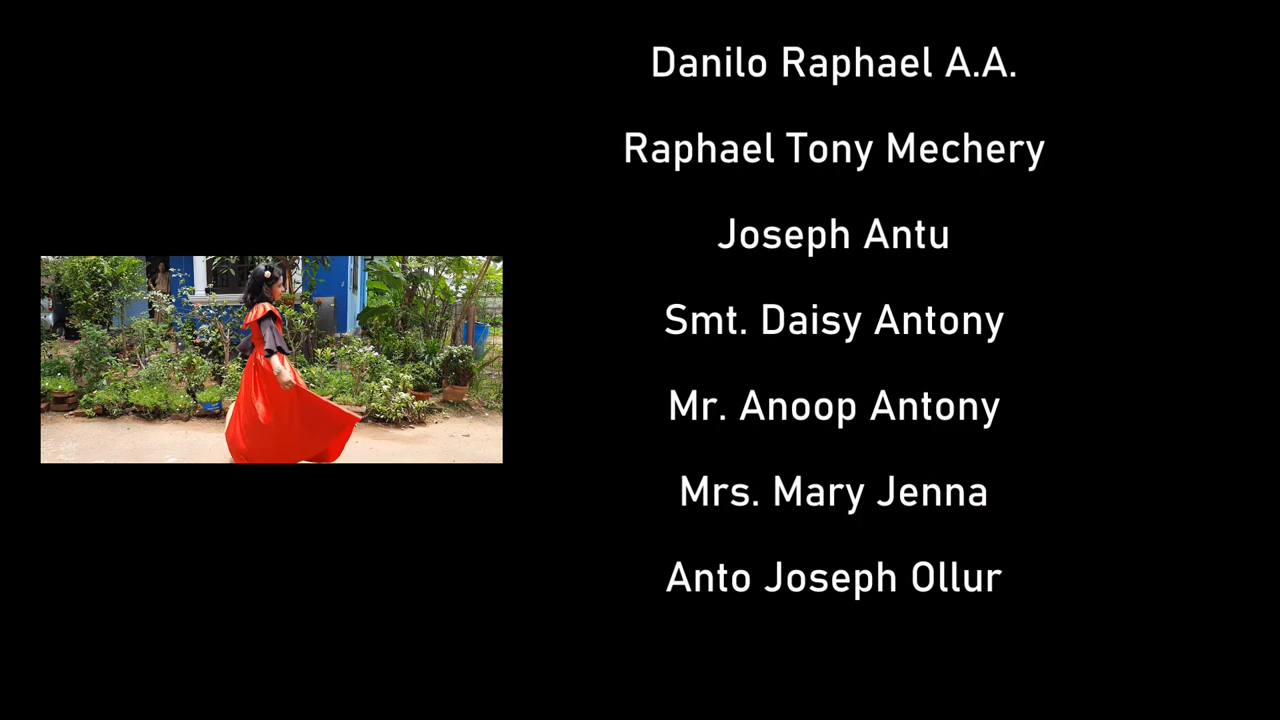 Danilo Raphael A.A.
Raphael Tony Mechery
Joseph Antu
Smt. Daisy Antony
Mr. Anoop Antony
Mrs. Mary Jenna
Anto Joseph Ollur